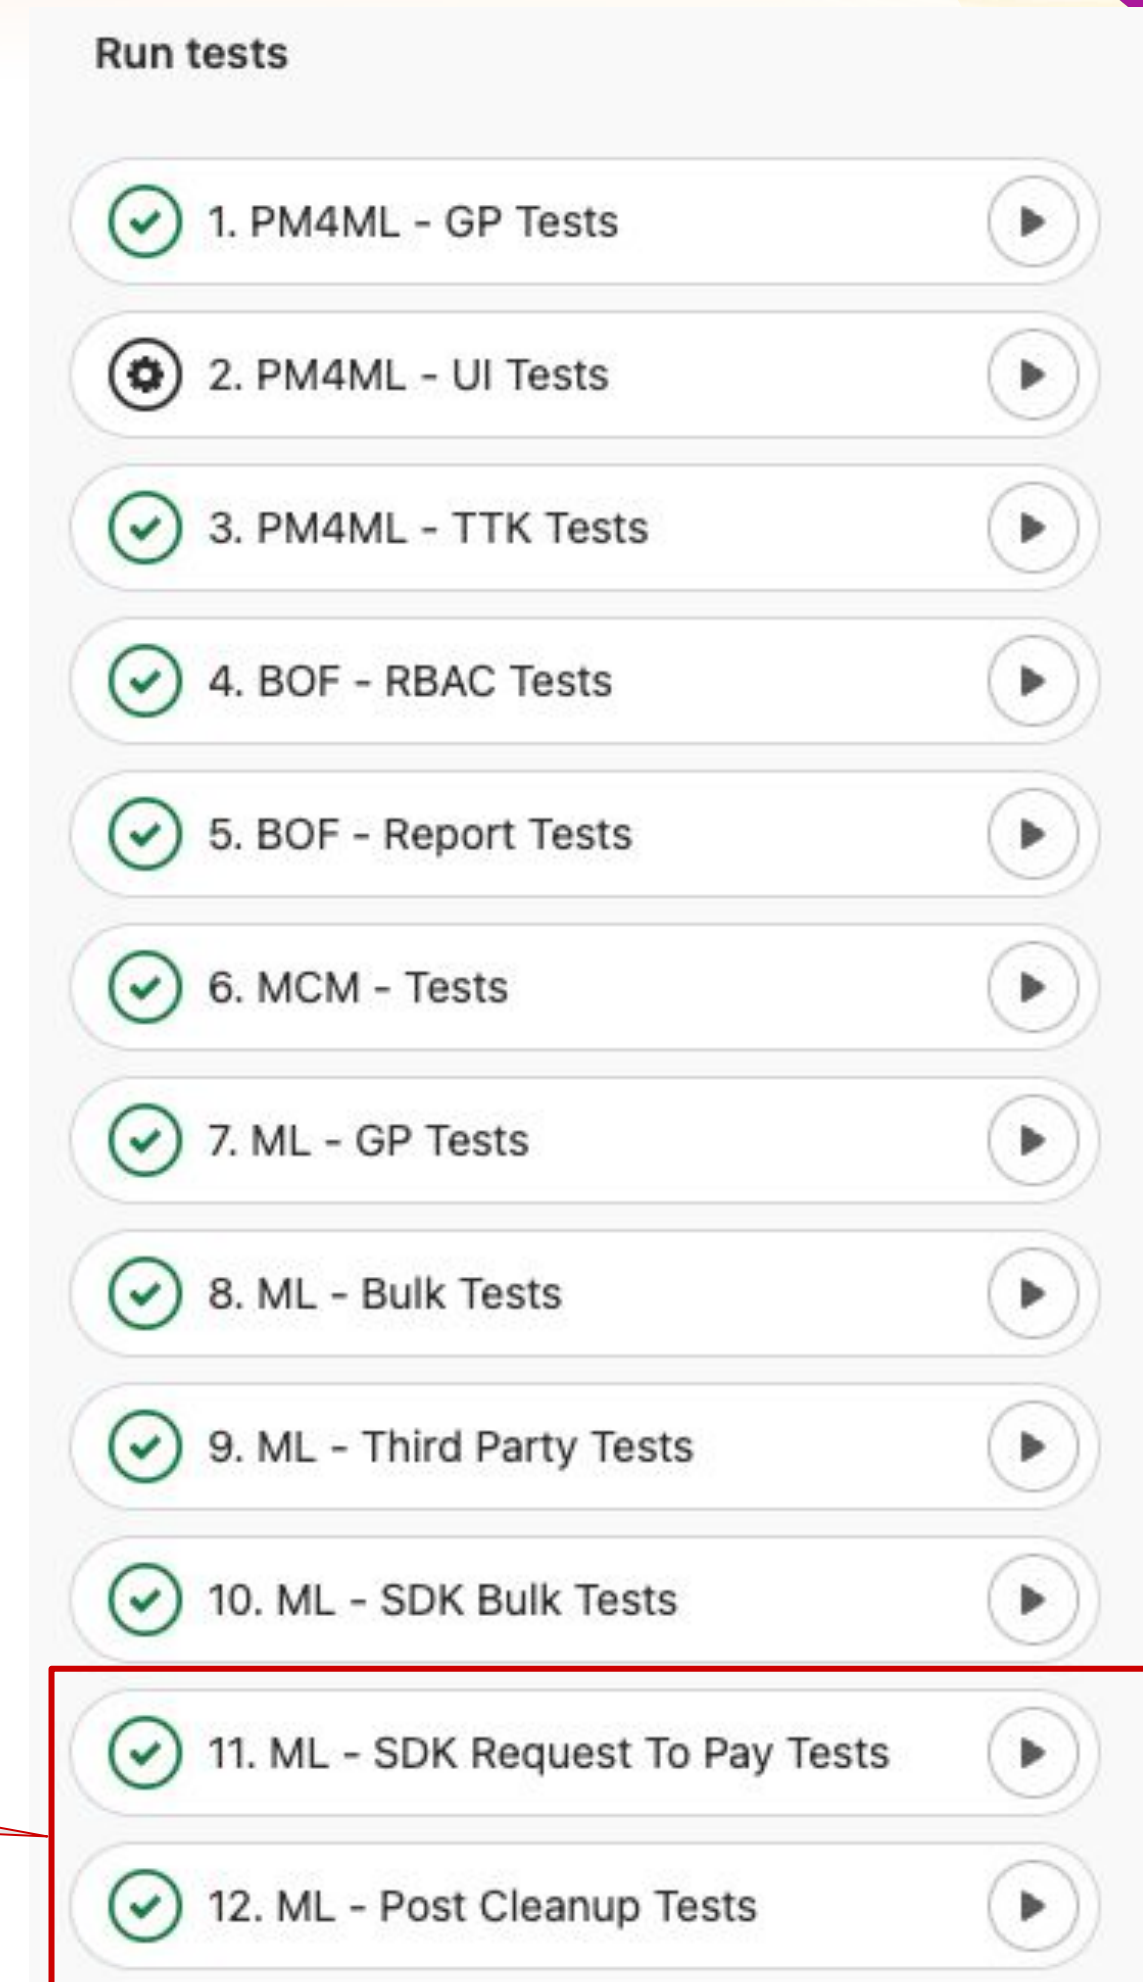 Run tests
1. PM4ML - GP Tests
2. PM4ML - UI Tests
3. PM4ML - TTK Tests
4. BOF - RBAC Tests
5. BOF - Report Tests
6. MCM - Tests
7. ML - GP Tests
8. ML - Bulk Tests
9. ML - Third Party Tests
10. ML - SDK Bulk Tests
11. ML - SDK Request To Pay Tests
12. ML - Post Cleanup Tests